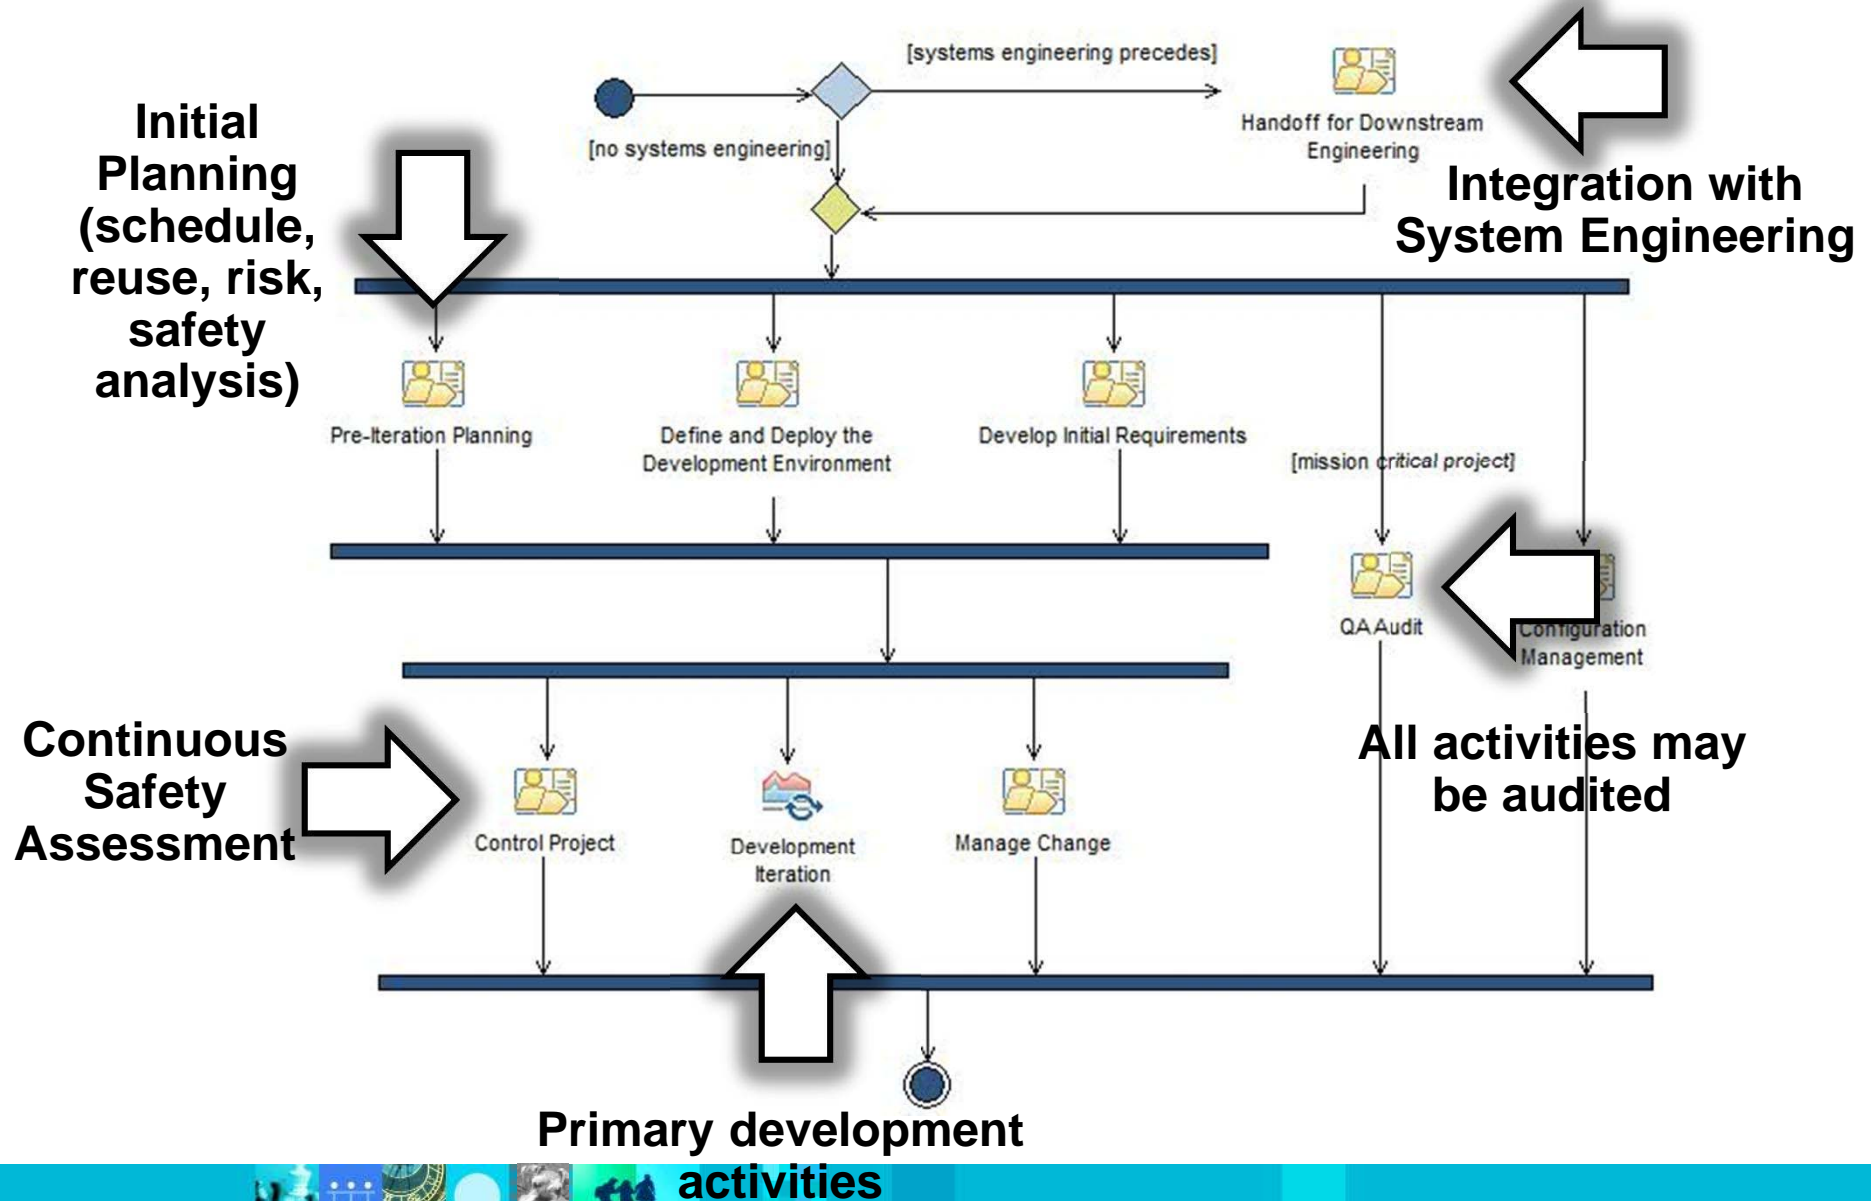 [systems engineering precedes]
Handoff for Downstream
Engineering
[no systems engineering]
Initial
Planning
(schedule,
reuse, risk,
safety
analysis)
Integration with
System Engineering
Pre-Iteration Planning
Define and Deploy the
Development Environment
Develop Initial Requirements
[mission critical project]
QA Audit
Configuration
Management
Continuous
Safety
Assessment
Control Project
Development
Iteration
Manage Change
All activities may
be audited
Primary development
activities